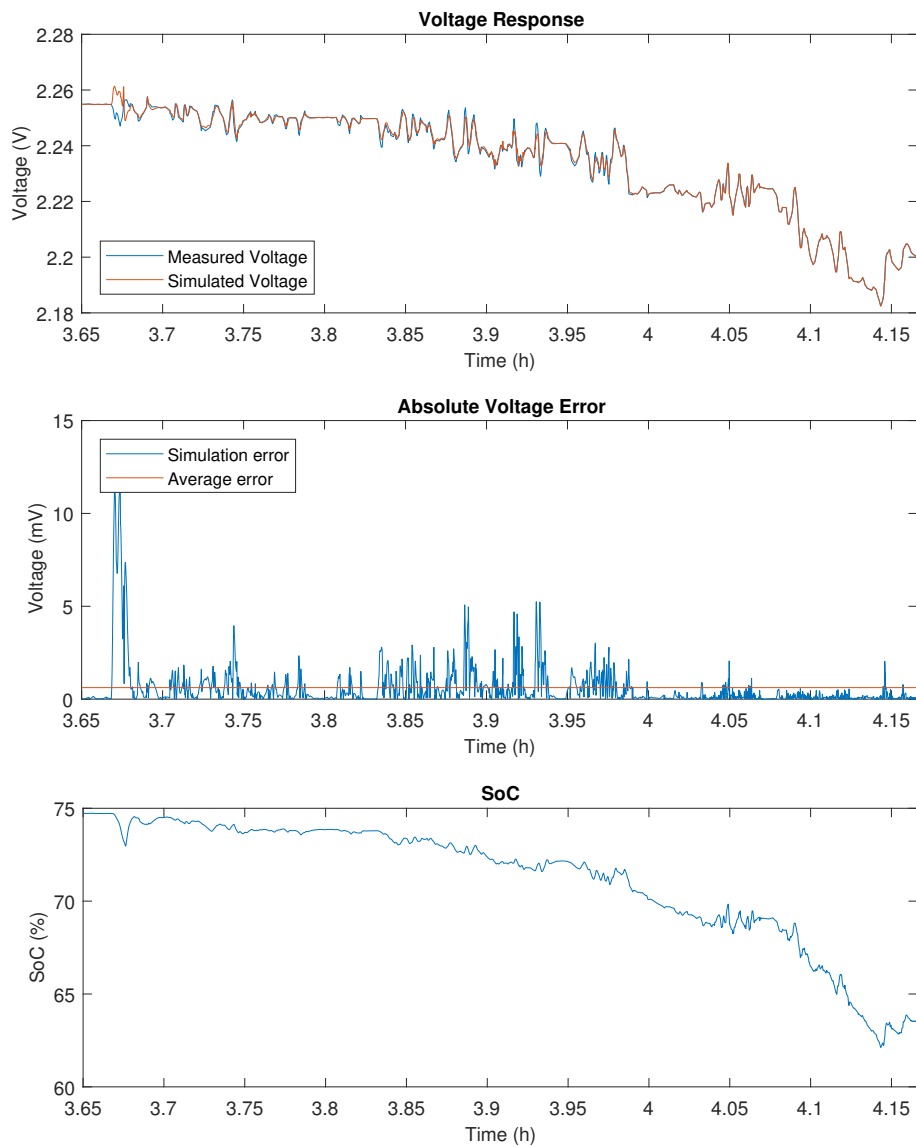 Voltage Response
2.26
2.28
2.24
2.22
2.2
2.18
Voltage (V)
Measured Voltage
Simulated Voltage
3.65 3.7 3.75 3.8 3.85 3.9 3.95 4 4.05 4.1 4.15
Time (h)
Absolute Voltage Error
15
10
5
0
Voltage (mV)
Simulation error
Average error
3.65 3.7 3.75 3.8 3.85 3.9 3.95 4 4.05 4.1 4.15
Time (h)
SoC
75
70
65
60
SoC (%)
3.65 3.7 3.75 3.8 3.85 3.9 3.95 4 4.05 4.1 4.15
Time (h)